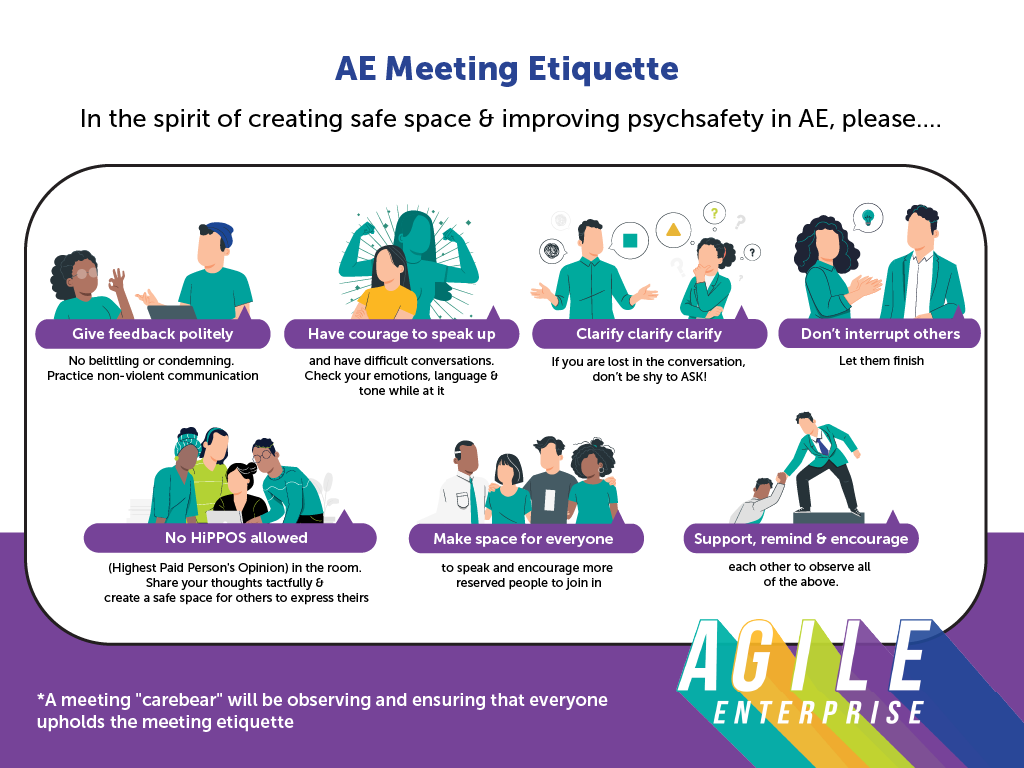 AE Meeting Etiquette
In the spirit of creating safe space & improving psychsafety in AE, please....
Give feedback politely
No belittling or condemning.
Practice non-violent communication
Have courage to speak up
and have difficult conversations.
Check your emotions, language &
tone while at it
Clarify clarify clarify
If you are lost in the conversation,
don't be shy to ASK!
Don't interrupt others
Let them finish
No HiPPOS allowed
(Highest Paid Person's Opinion) in the room.
Share your thoughts tactfully &
create a safe space for others to express theirs
Make space for everyone
to speak and encourage more
reserved people to join in
Support, remind & encourage
each other to observe all
of the above.
*A meeting "carebear" will be observing and ensuring that everyone
upholds the meeting etiquette
AGILE
ENTERPRISE